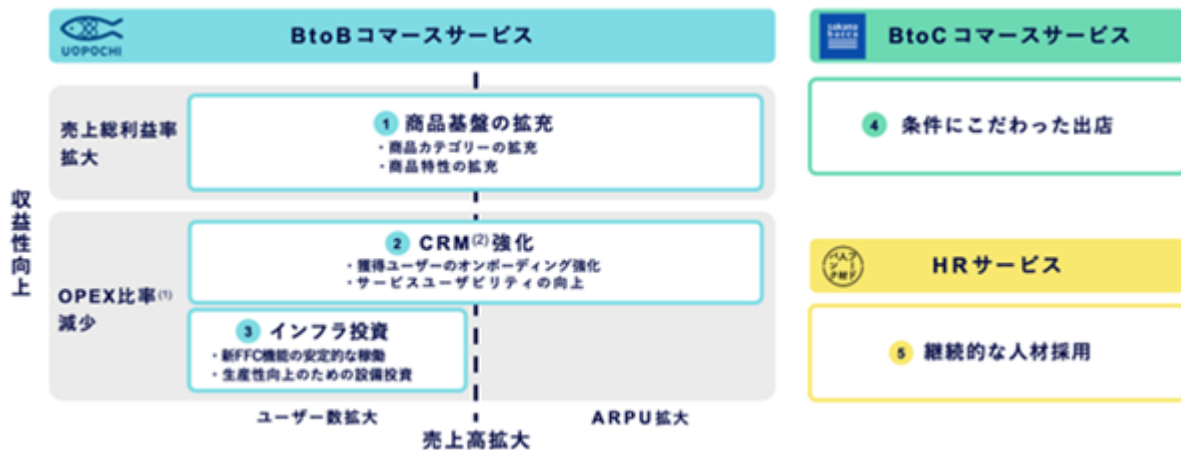 UOPOCHI
BtoBコマースサービス
売上総利益率
拡大
1 商品基盤の拡充
・商品カテゴリーの拡充
・商品特性の拡充
収益性向上
OPEX比率(1)
減少
2 CRM(2)強化
・獲得ユーザーのオンボーディング強化
・サービスユーザビリティの向上
3 インフラ投資
・新FFC機能の安定的な稼働
・生産性向上のための設備投資
ユーザー数拡大
ARPU拡大
売上高拡大
sakana
bacca
BtoCコマースサービス
4 条件にこだわった出店
フード
人材
バンク
HRサービス
5 継続的な人材採用